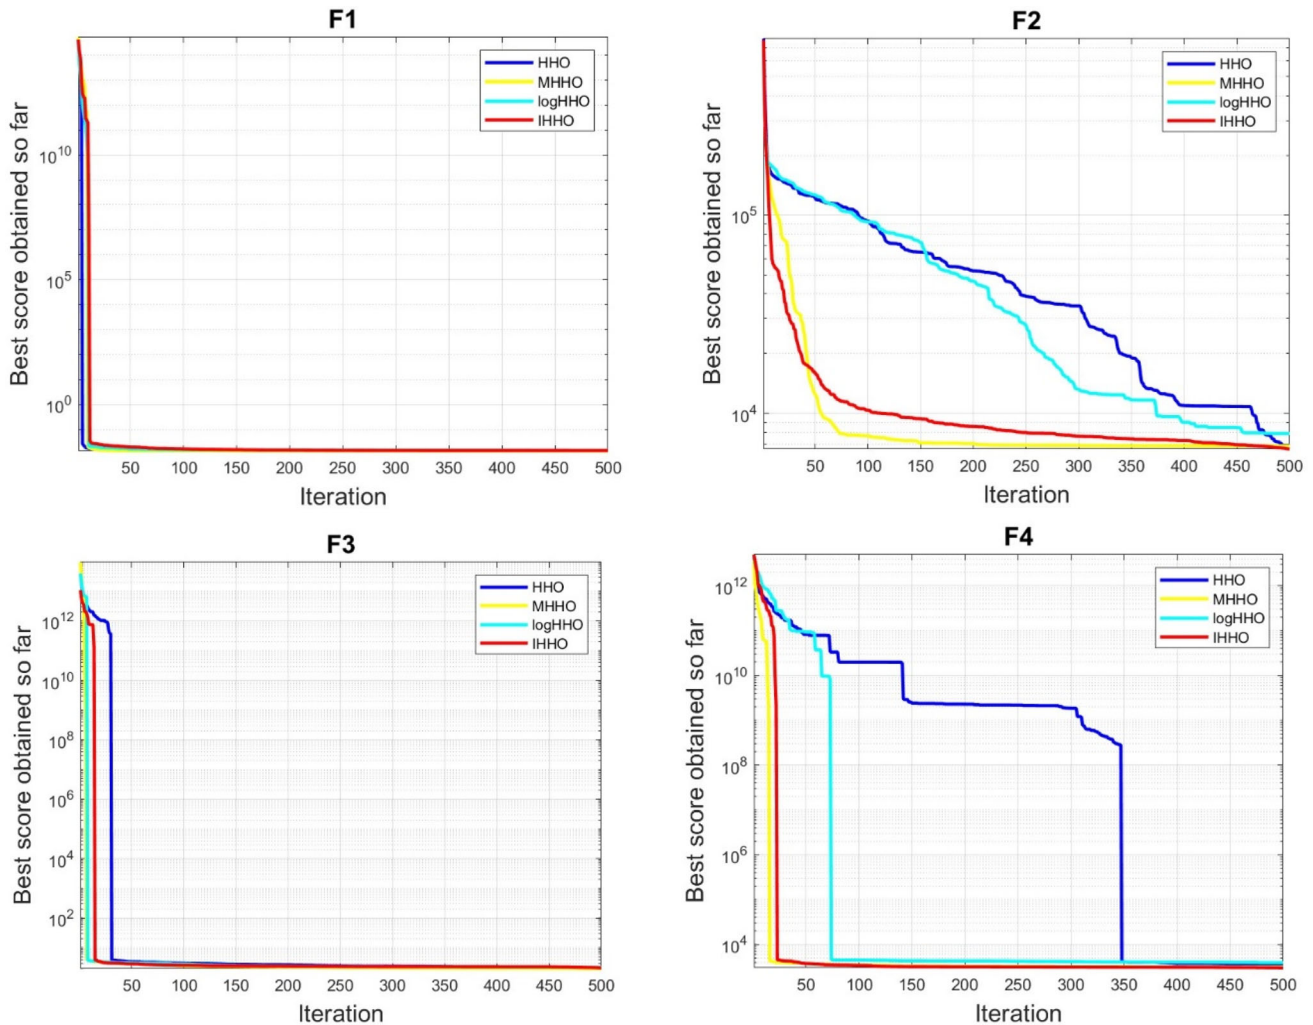 F1
HHO
MHHO
logHHO
IHHO
Best score obtained so far
10^10
10^5
10^0
50 100 150 200 250 300 350 400 450 500
Iteration
F2
HHO
MHHO
logHHO
IHHO
Best score obtained so far
10^5
10^4
50 100 150 200 250 300 350 400 450 500
Iteration
F3
HHO
MHHO
logHHO
IHHO
Best score obtained so far
10^12
10^10
10^8
10^6
10^4
10^2
50 100 150 200 250 300 350 400 450 500
Iteration
F4
HHO
MHHO
logHHO
IHHO
Best score obtained so far
10^12
10^10
10^8
10^6
10^4
50 100 150 200 250 300 350 400 450 500
Iteration